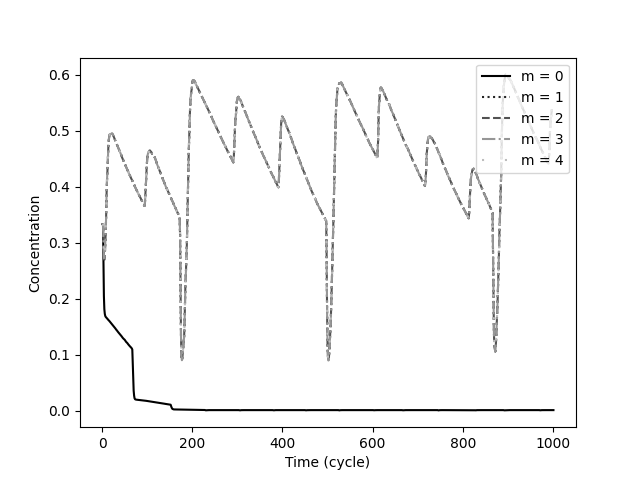 0.6
0.5
0.4
0.3
0.2
0.1
0.0
Concentration
0
200
400
600
800
1000
Time (cycle)
m = 0
m = 1
m = 2
m = 3
m = 4